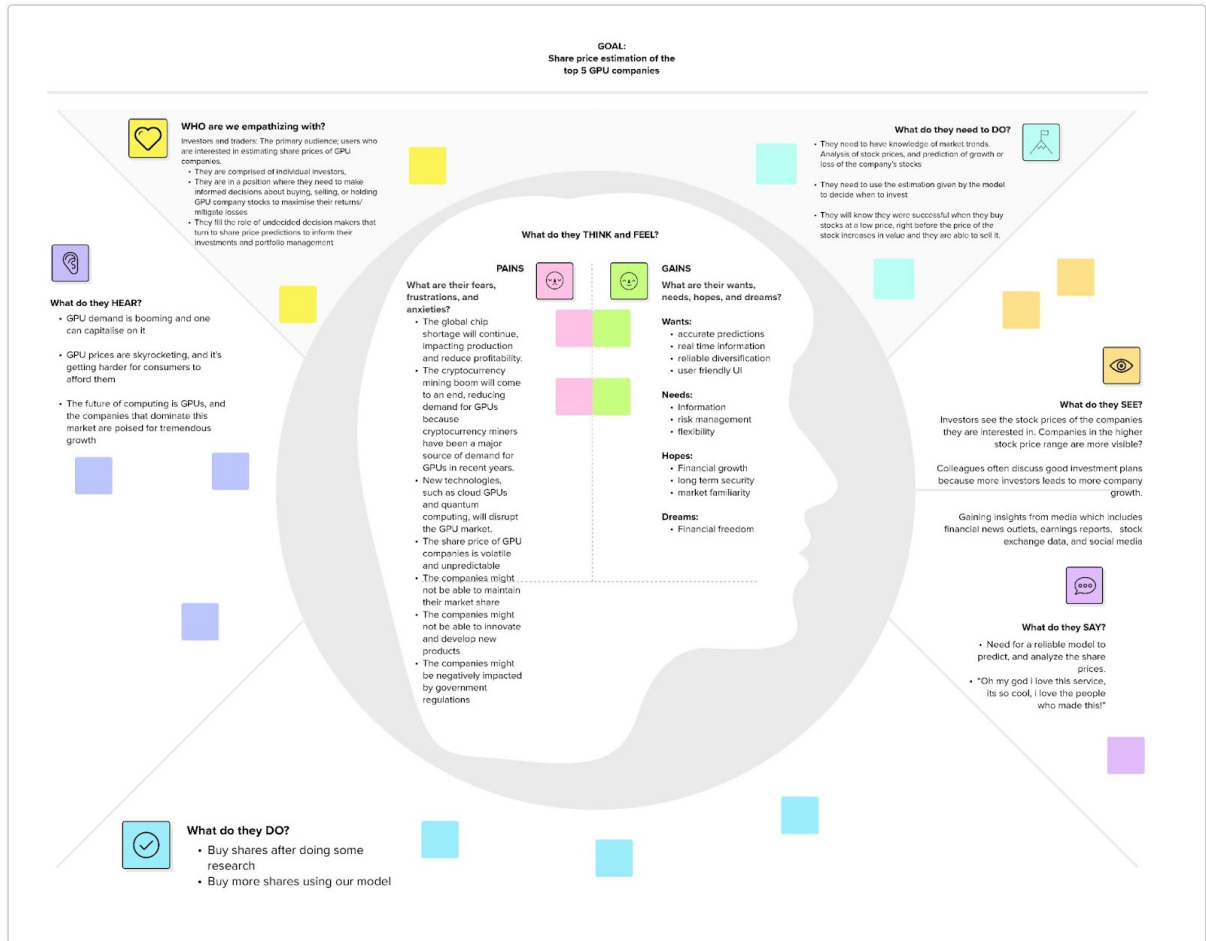 GOAL:
Share price estimation of the
top 5 GPU companies
WHO are we empathizing with?
Investors and traders: The primary audience; users who
are interested in estimating share prices of GPU
companies.
• They are comprised of individual investors,
• They are in a position where they need to make
informed decisions about buying, selling, or holding
GPU company stocks to maximise their returns/
mitigate losses
• They fill the role of undecided decision makers that
turn to share price predictions to inform their
investments and portfolio management
What do they need to DO?
• They need to have knowledge of market trends.
Analysis of stock prices, and prediction of growth or
loss of the company's stocks
• They need to use the estimation given by the model
to decide when to invest
• They will know they were successful when they buy
stocks at a low price, right before the price of the
stock increases in value and they are able to sell it.
What do they HEAR?
• GPU demand is booming and one
can capitalise on it
• GPU prices are skyrocketing, and it's
getting harder for consumers to
afford them
• The future of computing is GPUs, and
the companies that dominate this
market are poised for tremendous
growth
What do they THINK and FEEL?
PAINS
What are their fears,
frustrations, and
anxieties?
• The global chip
shortage will continue,
impacting production
and reduce profitability.
• The cryptocurrency
mining boom will come
to an end, reducing
demand for GPUs
because
cryptocurrency miners
have been a major
source of demand for
GPUs in recent years.
• New technologies,
such as cloud GPUs
and quantum
computing, will disrupt
the GPU market.
• The share price of GPU
companies is volatile
and unpredictable
• The companies might
not be able to maintain
their market share
• The companies might
not be able to innovate
and develop new
products
• The companies might
be negatively impacted
by government
regulations
GAINS
What are their wants,
needs, hopes, and dreams?
Wants:
• accurate predictions
• real time information
• reliable diversification
• user friendly UI
Needs:
• Information
• risk management
• flexibility
Hopes:
• Financial growth
• long term security
• market familiarity
Dreams:
• Financial freedom
What do they SEE?
Investors see the stock prices of the companies
they are interested in. Companies in the higher
stock price range are more visible?
Colleagues often discuss good investment plans
because more investors leads to more company
growth.
Gaining insights from media which includes
financial news outlets, earnings reports, stock
exchange data, and social media
What do they SAY?
• Need for a reliable model to
predict, and analyze the share
prices.
• "Oh my god i love this service,
its so cool, i love the people
who made this!"
What do they DO?
• Buy shares after doing some
research
• Buy more shares using our model